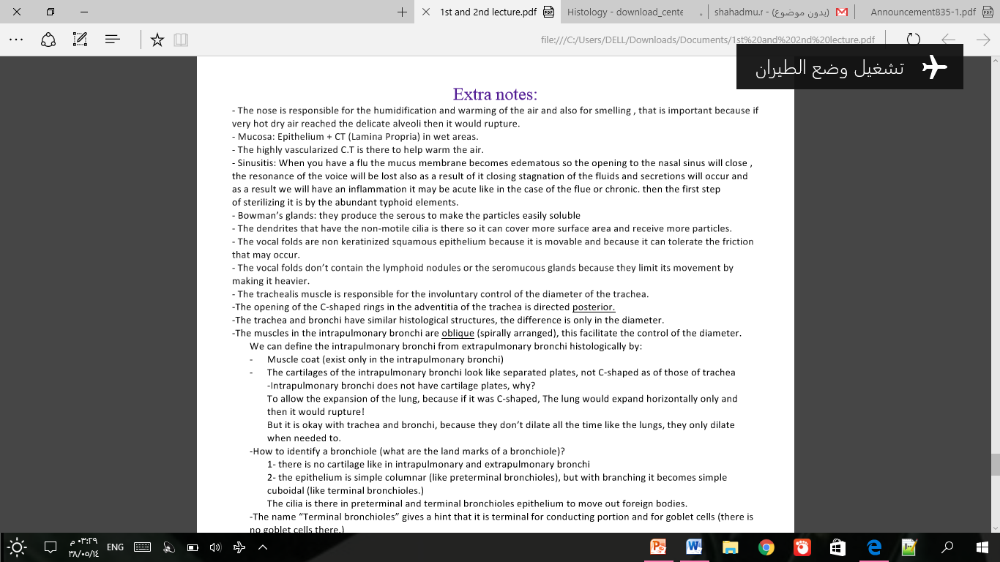 1st and 2nd lecture.pdf
Histology - download_cente
shahadmu.r - (بدون موضوع)
Announcement835-1.pdf
file:///C:/Users/DELL/Downloads/Documents/1st%20and%202nd%20lecture.pdf
تشغيل وضع الطيران
Extra notes:
- The nose is responsible for the humidification and warming of the air and also for smelling , that is important because if
very hot dry air reached the delicate alveoli then it would rupture.
- Mucosa: Epithelium + CT (Lamina Propria) in wet areas.
- The highly vascularized C.T is there to help warm the air.
- Sinusitis: When you have a flu the mucus membrane becomes edematous so the opening to the nasal sinus will close ,
the resonance of the voice will be lost also as a result of it closing stagnation of the fluids and secretions will occur and
as a result we will have an inflammation it may be acute like in the case of the flue or chronic. then the first step
of sterilizing it is by the abundant typhoid elements.
- Bowman's glands: they produce the serous to make the particles easily soluble
- The dendrites that have the non-motile cilia is there so it can cover more surface area and receive more particles.
- The vocal folds are non keratinized squamous epithelium because it is movable and because it can tolerate the friction
that may occur.
- The vocal folds don't contain the lymphoid nodules or the seromucous glands because they limit its movement by
making it heavier.
- The trachealis muscle is responsible for the involuntary control of the diameter of the trachea.
-The opening of the C-shaped rings in the adventitia of the trachea is directed posterior.
-The trachea and bronchi have similar histological structures, the difference is only in the diameter.
-The muscles in the intrapulmonary bronchi are oblique (spirally arranged), this facilitate the control of the diameter.
We can define the intrapulmonary bronchi from extrapulmonary bronchi histologically by:
- Muscle coat (exist only in the intrapulmonary bronchi)
- The cartilages of the intrapulmonary bronchi look like separated plates, not C-shaped as of those of trachea
-Intrapulmonary bronchi does not have cartilage plates, why?
To allow the expansion of the lung, because if it was C-shaped, The lung would expand horizontally only and
then it would rupture!
But it is okay with trachea and bronchi, because they don't dilate all the time like the lungs, they only dilate
when needed to.
-How to identify a bronchiole (what are the land marks of a bronchiole)?
1- there is no cartilage like in intrapulmonary and extrapulmonary bronchi
2- the epithelium is simple columnar (like preterminal bronchioles), but with branching it becomes simple
cuboidal (like terminal bronchioles.)
The cilia is there in preterminal and terminal bronchioles epithelium to move out foreign bodies.
-The name “Terminal bronchioles” gives a hint that it is terminal for conducting portion and for goblet cells (there is
no goblet cells there.)
٠٣:٢٩ م
ENG
٣٨/٠٥/١٤